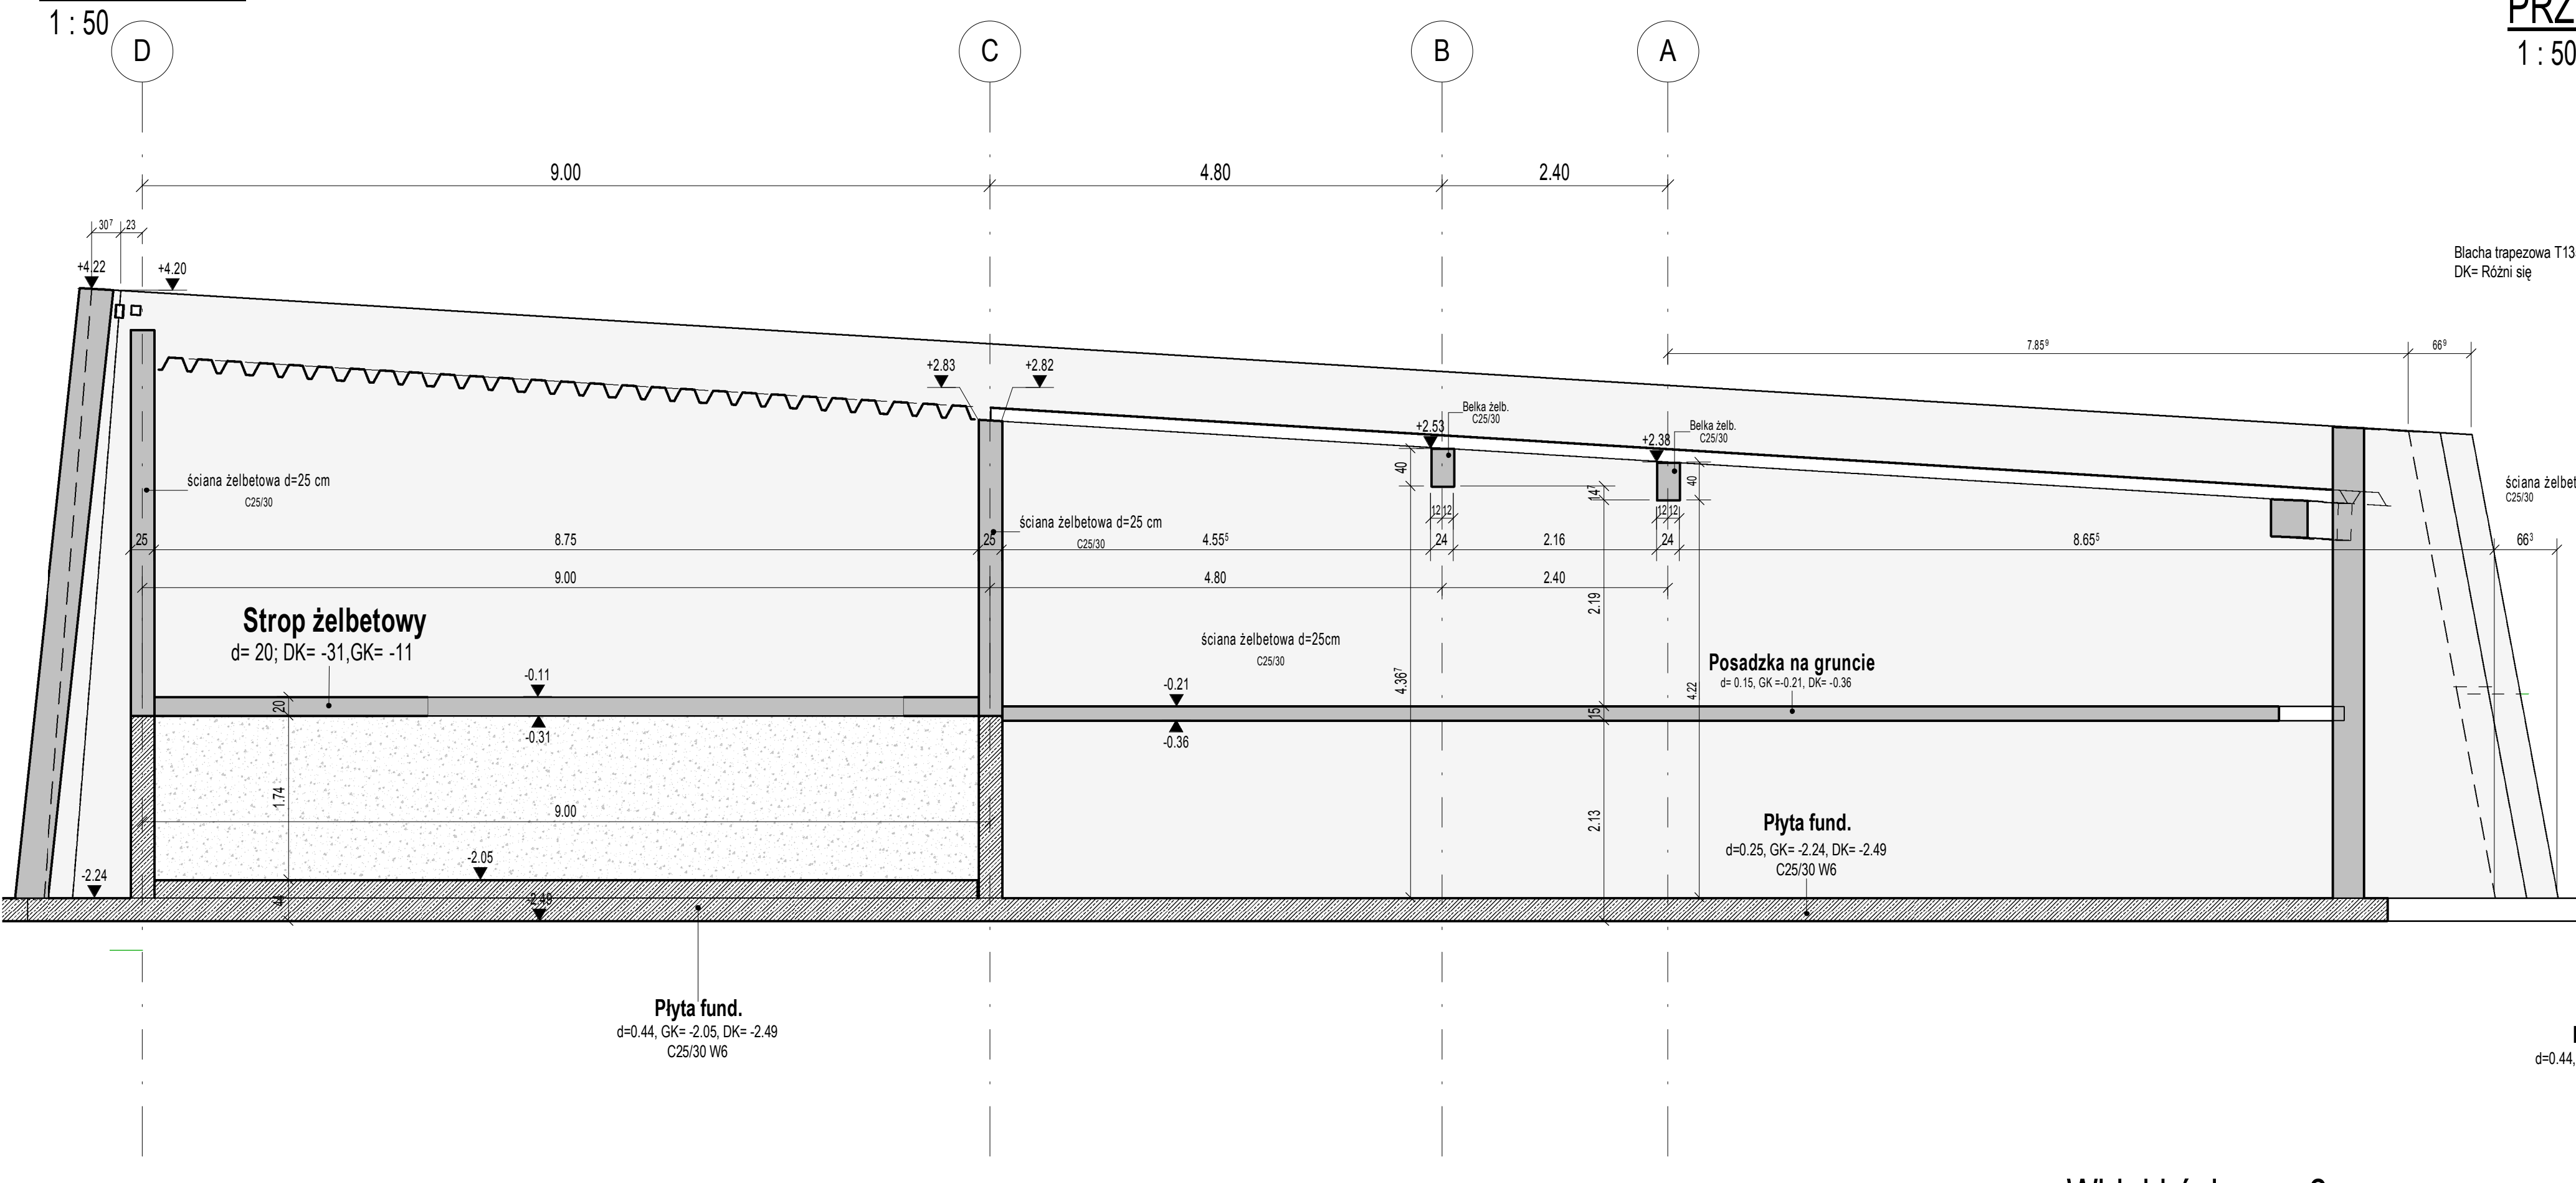 1 : 50
D
C
B
A
PRZ
1 : 50
9.00
4.80
2.40
30⁷
23
+4.22
+4.20
Blacha trapezowa T13
DK= Różni się
7.85⁹
66⁹
+2.83
+2.82
Belka żelb.
C25/30
+2.53
Belka żelb.
C25/30
+2.38
40
40
14⁷
12
12
12
12
ściana żelbetowa d=25 cm
C25/30
ściana żelbetowa d=25 cm
C25/30
ściana żelbet
C25/30
25
8.75
25
4.55⁵
24
2.16
24
8.65⁵
66³
9.00
4.80
2.40
2.19
Strop żelbetowy
d= 20; DK= -31,GK= -11
ściana żelbetowa d=25cm
C25/30
4.36⁷
4.22
Posadzka na gruncie
d= 0.15, GK =-0.21, DK= -0.36
-0.11
-0.21
20
15
-0.31
-0.36
1.74
9.00
2.13
Płyta fund.
d=0.25, GK= -2.24, DK= -2.49
C25/30 W6
-2.24
-2.05
44
-2.49
Płyta fund.
d=0.44, GK= -2.05, DK= -2.49
C25/30 W6
d=0.44,